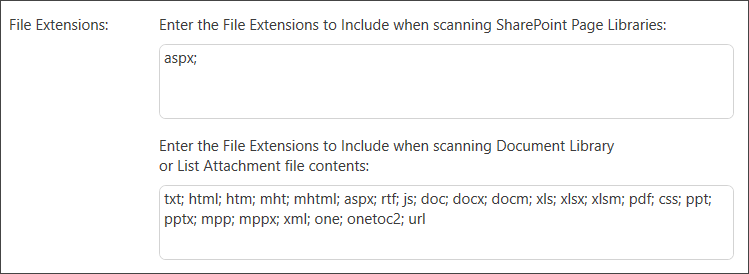 File Extensions:
Enter the File Extensions to Include when scanning SharePoint Page Libraries:
aspx;
Enter the File Extensions to Include when scanning Document Library
or List Attachment file contents:
txt; html; htm; mht; mhtml; aspx; rtf; js; doc; docx; docm; xls; xlsx; xlsm; pdf; css; ppt;
pptx; mpp; mppx; xml; one; onetoc2; url